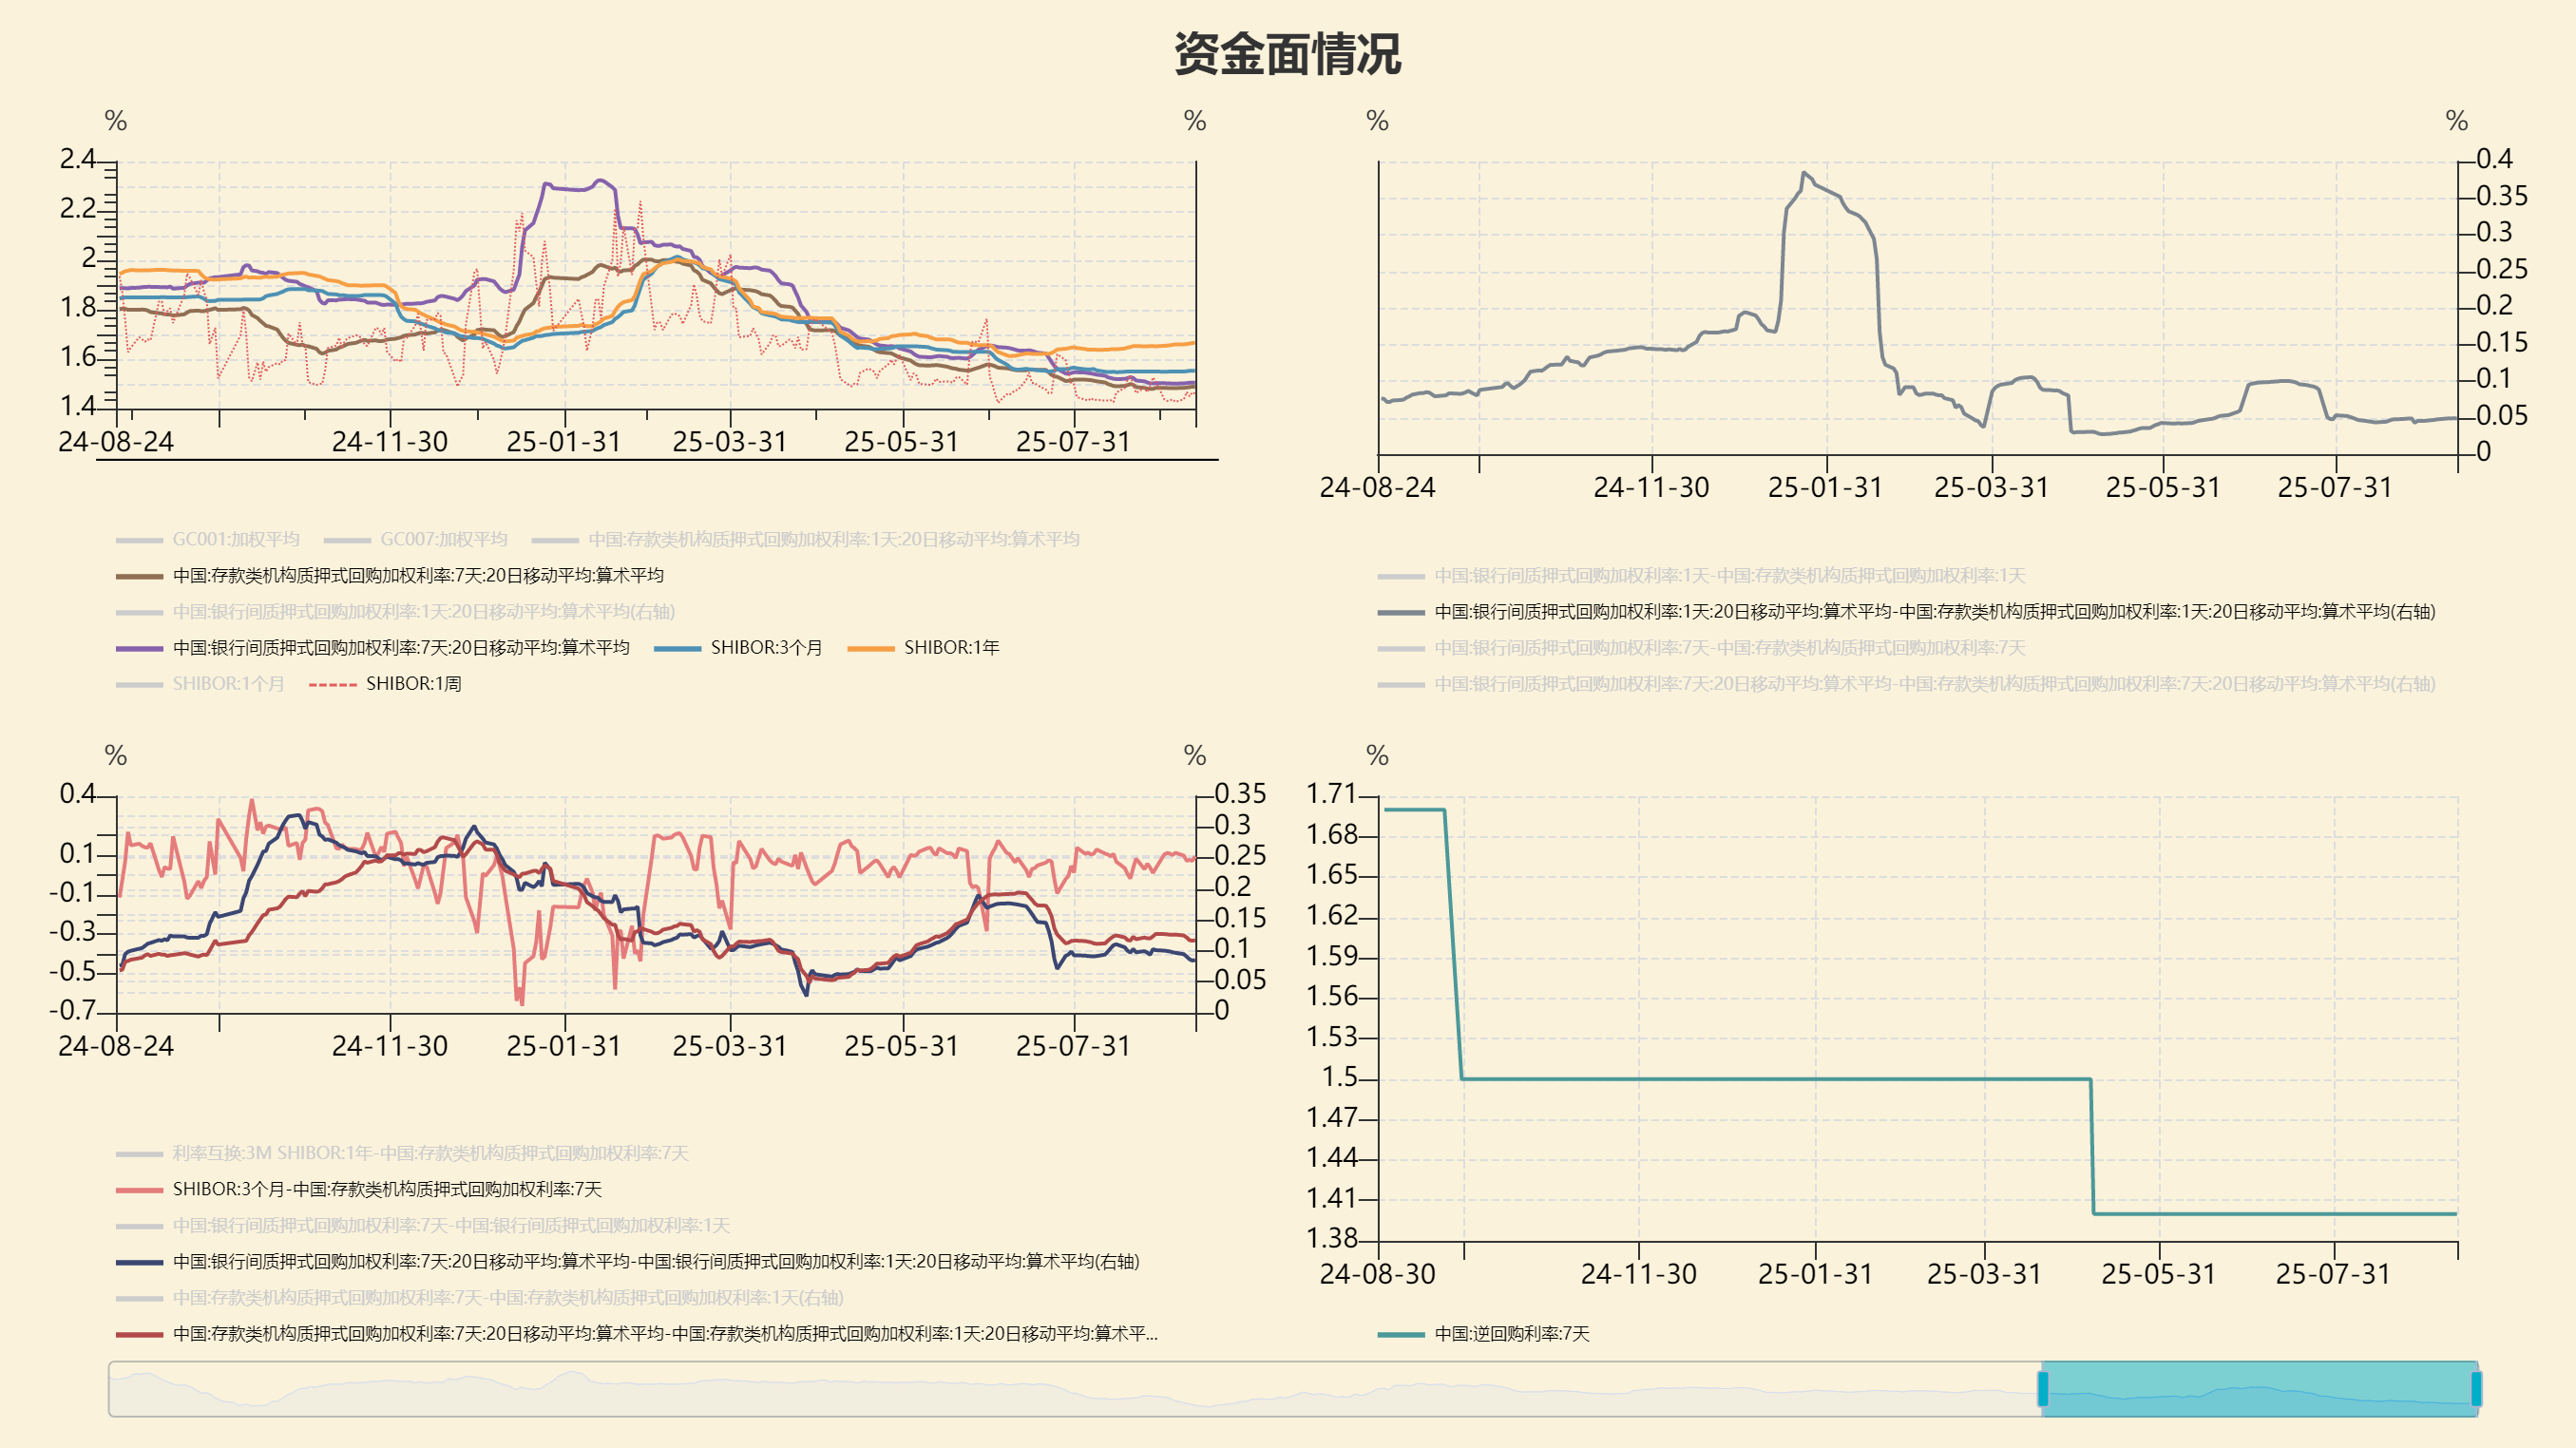 资金面情况
% % % %
2.4
2.2
2
1.8
1.6
1.4
24-08-24 24-11-30 25-01-31 25-03-31 25-05-31 25-07-31
0.4
0.35
0.3
0.25
0.2
0.15
0.1
0.05
0
24-08-24 24-11-30 25-01-31 25-03-31 25-05-31 25-07-31
GC001:加权平均 GC007:加权平均 中国:存款类机构质押式回购加权利率:1天:20日移动平均:算术平均
中国:存款类机构质押式回购加权利率:7天:20日移动平均:算术平均
中国:银行间质押式回购加权利率:1天:20日移动平均:算术平均(右轴)
中国:银行间质押式回购加权利率:7天:20日移动平均:算术平均 SHIBOR:3个月 SHIBOR:1年
SHIBOR:1个月 SHIBOR:1周
中国:银行间质押式回购加权利率:1天-中国:存款类机构质押式回购加权利率:1天
中国:银行间质押式回购加权利率:1天:20日移动平均:算术平均-中国:存款类机构质押式回购加权利率:1天:20日移动平均:算术平均(右轴)
中国:银行间质押式回购加权利率:7天-中国:存款类机构质押式回购加权利率:7天
中国:银行间质押式回购加权利率:7天:20日移动平均:算术平均-中国:存款类机构质押式回购加权利率:7天:20日移动平均:算术平均(右轴)
% % %
0.4
0.1
-0.1
-0.3
-0.5
-0.7
0.35
0.3
0.25
0.2
0.15
0.1
0.05
0
24-08-24 24-11-30 25-01-31 25-03-31 25-05-31 25-07-31
1.71
1.68
1.65
1.62
1.59
1.56
1.53
1.5
1.47
1.44
1.41
1.38
24-08-30 24-11-30 25-01-31 25-03-31 25-05-31 25-07-31
利率互换:3M SHIBOR:1年-中国:存款类机构质押式回购加权利率:7天
SHIBOR:3个月-中国:存款类机构质押式回购加权利率:7天
中国:银行间质押式回购加权利率:7天-中国:银行间质押式回购加权利率:1天
中国:银行间质押式回购加权利率:7天:20日移动平均:算术平均-中国:银行间质押式回购加权利率:1天:20日移动平均:算术平均(右轴)
中国:存款类机构质押式回购加权利率:7天-中国:存款类机构质押式回购加权利率:1天(右轴)
中国:存款类机构质押式回购加权利率:7天:20日移动平均:算术平均-中国:存款类机构质押式回购加权利率:1天:20日移动平均:算术平...
中国:逆回购利率:7天